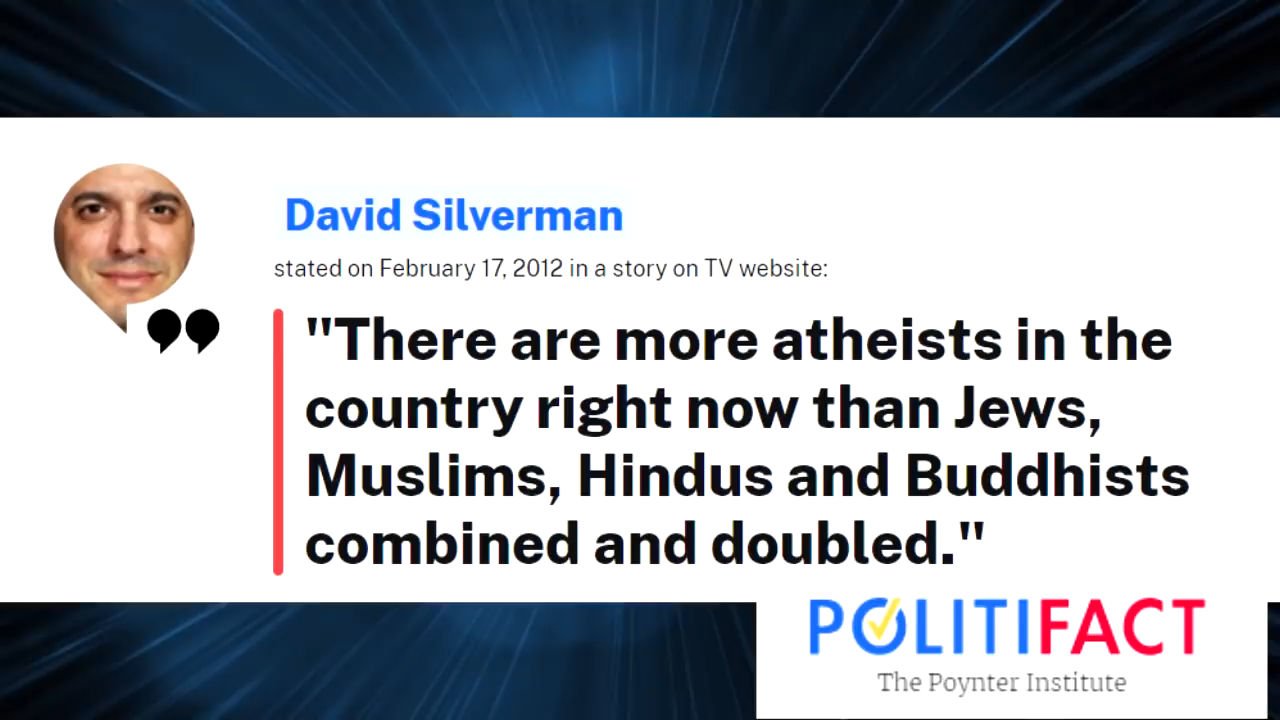 David Silverman
stated on February 17, 2012 in a story on TV website:
"There are more atheists in the
country right now than Jews,
Muslims, Hindus and Buddhists
combined and doubled."
POLITIFACT
The Poynter Institute